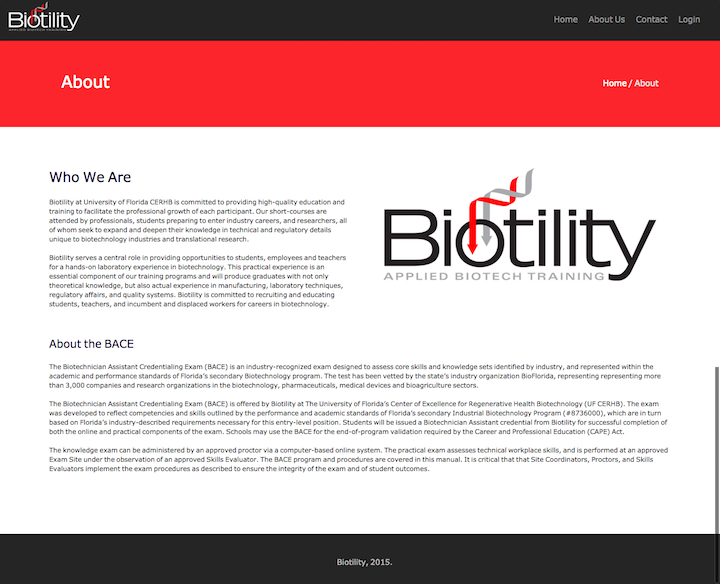 Biotility
APPLIED BIOTECH TRAINING
Home About Us Contact Login
About
Home / About
Who We Are
Biotility at University of Florida CERHB is committed to providing high-quality education and
training to facilitate the professional growth of each participant. Our short-courses are
attended by professionals, students preparing to enter industry careers, and researchers, all
of whom seek to expand and deepen their knowledge in technical and regulatory details
unique to biotechnology industries and translational research.
Biotility serves a central role in providing opportunities to students, employees and teachers
for a hands-on laboratory experience in biotechnology. This practical experience is an
essential component of our training programs and will produce graduates with not only
theoretical knowledge, but also actual experience in manufacturing, laboratory techniques,
regulatory affairs, and quality systems. Biotility is committed to recruiting and educating
students, teachers, and incumbent and displaced workers for careers in biotechnology.
Biotility
APPLIED BIOTECH TRAINING
About the BACE
The Biotechnician Assistant Credentialing Exam (BACE) is an industry-recognized exam designed to assess core skills and knowledge sets identified by industry, and represented within the
academic and performance standards of Florida's secondary Biotechnology program. The test has been vetted by the state's industry organization BioFlorida, representing representing more
than 3,000 companies and research organizations in the biotechnology, pharmaceuticals, medical devices and bioagriculture sectors.
The Biotechnician Assistant Credentialing Exam (BACE) is offered by Biotility at The University of Florida's Center of Excellence for Regenerative Health Biotechnology (UF CERHB). The exam
was developed to reflect competencies and skills outlined by the performance and academic standards of Florida's secondary Industrial Biotechnology Program (#8736000), which are in turn
based on Florida's industry-described requirements necessary for this entry-level position. Students will be issued a Biotechnician Assistant credential from Biotility for successful completion of
both the online and practical components of the exam. Schools may use the BACE for the end-of-program validation required by the Career and Professional Education (CAPE) Act.
The knowledge exam can be administered by an approved proctor via a computer-based online system. The practical exam assesses technical workplace skills, and is performed at an approved
Exam Site under the observation of an approved Skills Evaluator. The BACE program and procedures are covered in this manual. It is critical that that Site Coordinators, Proctors, and Skills
Evaluators implement the exam procedures as described to ensure the integrity of the exam and of student outcomes.
Biotility, 2015.